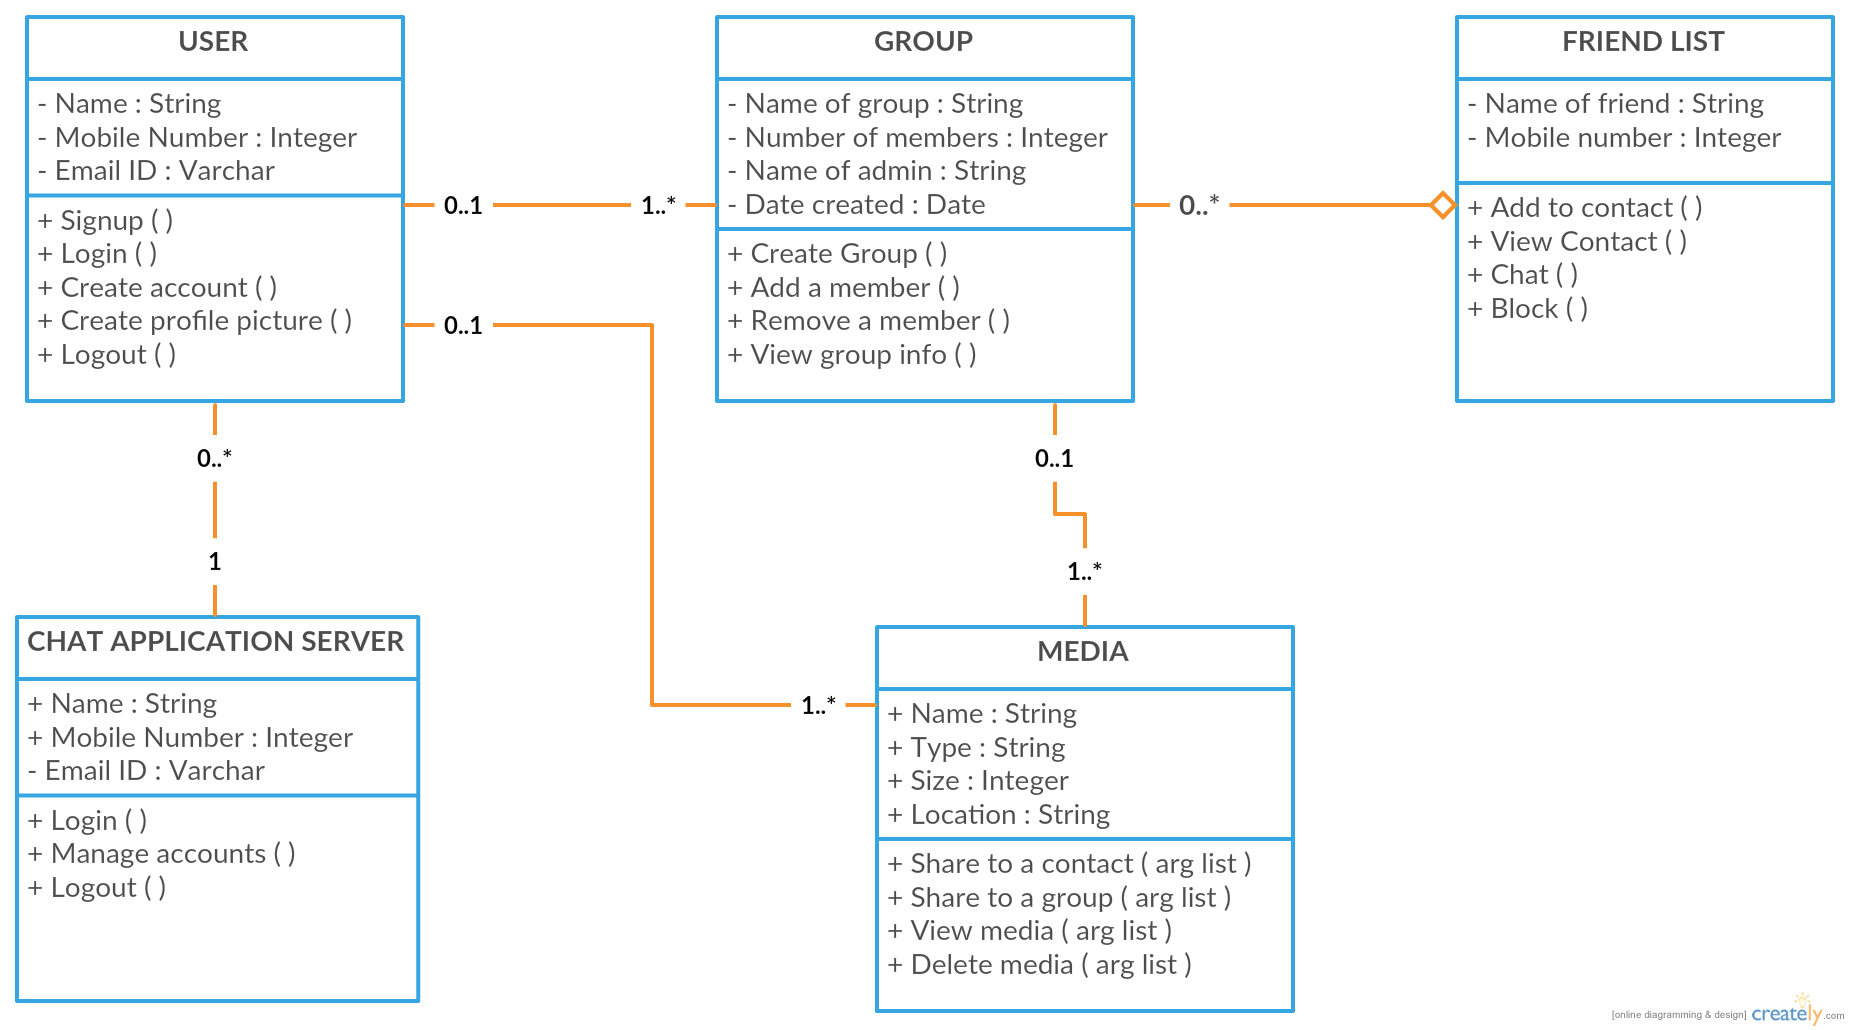 USER
- Name : String
- Mobile Number : Integer
- Email ID : Varchar
+ Signup ( )
+ Login ( )
+ Create account ( )
+ Create profile picture ( )
+ Logout ( )
0..1
1..*
0..1
GROUP
- Name of group : String
- Number of members : Integer
- Name of admin : String
- Date created : Date
+ Create Group ( )
+ Add a member ( )
+ Remove a member ( )
+ View group info ( )
0..*
FRIEND LIST
- Name of friend : String
- Mobile number : Integer
+ Add to contact ( )
+ View Contact ( )
+ Chat ( )
+ Block ( )
0..*
1
0..1
1..*
1..*
CHAT APPLICATION SERVER
+ Name : String
+ Mobile Number : Integer
- Email ID : Varchar
+ Login ( )
+ Manage accounts ( )
+ Logout ( )
MEDIA
+ Name : String
+ Type : String
+ Size : Integer
+ Location : String
+ Share to a contact ( arg list )
+ Share to a group ( arg list )
+ View media ( arg list )
+ Delete media ( arg list )
[online diagramming & design] creately.com